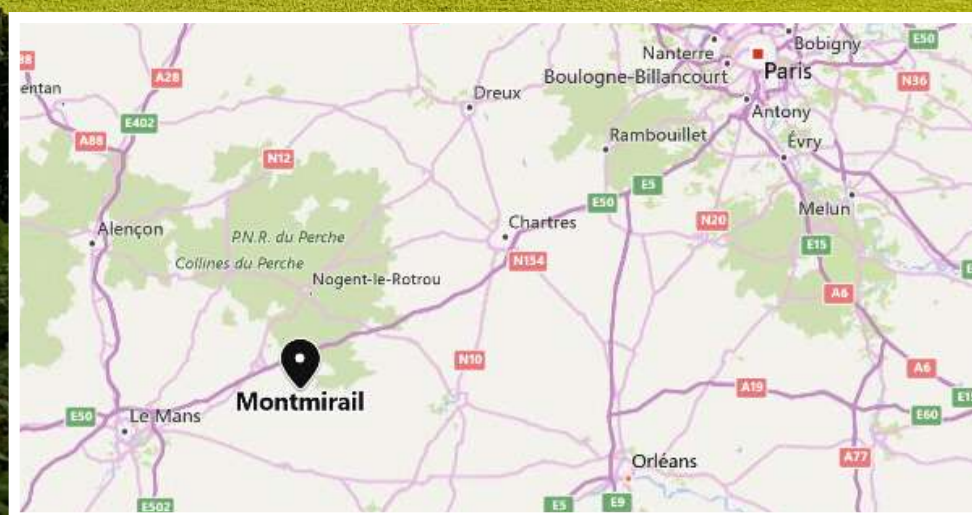 E50
Bobigny
Nanterre
Paris
Boulogne-Billancourt
N36
A28
entan
Dreux
Antony
E402
A88
Rambouillet
Évry
N12
E5
E50
Melun
N20
Alençon
P.N.R. du Perche
Chartres
E15
Collines du Perche
N154
Nogent-le-Rotrou
A6
N10
A6
A19
Montmirail
E50
Le Mans
E60
A77
Orléans
E502
E5
E9